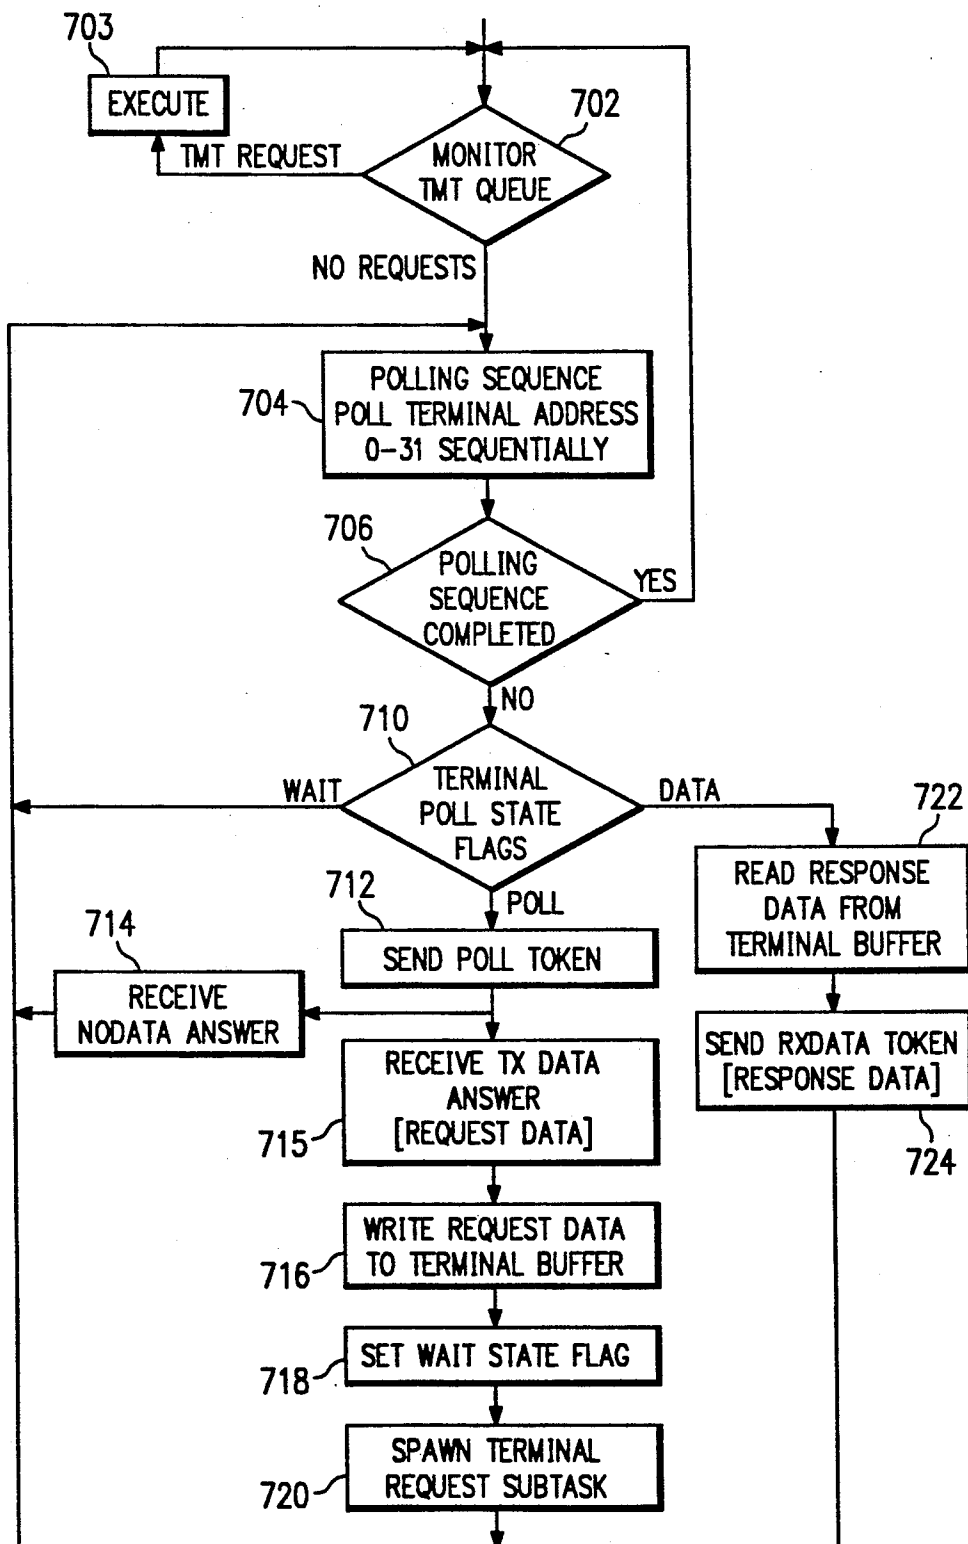 703
EXECUTE
TMT REQUEST
702
MONITOR
TMT QUEUE
NO REQUESTS
704
POLLING SEQUENCE
POLL TERMINAL ADDRESS
0-31 SEQUENTIALLY
706
POLLING
SEQUENCE
COMPLETED
YES
NO
710
WAIT
TERMINAL
POLL STATE
FLAGS
DATA
722
READ RESPONSE
DATA FROM
TERMINAL BUFFER
POLL
712
SEND POLL TOKEN
714
RECEIVE
NODATA ANSWER
SEND RXDATA TOKEN
[RESPONSE DATA]
724
RECEIVE TX DATA
ANSWER
[REQUEST DATA]
715
WRITE REQUEST DATA
TO TERMINAL BUFFER
716
SET WAIT STATE FLAG
718
SPAWN TERMINAL
REQUEST SUBTASK
720